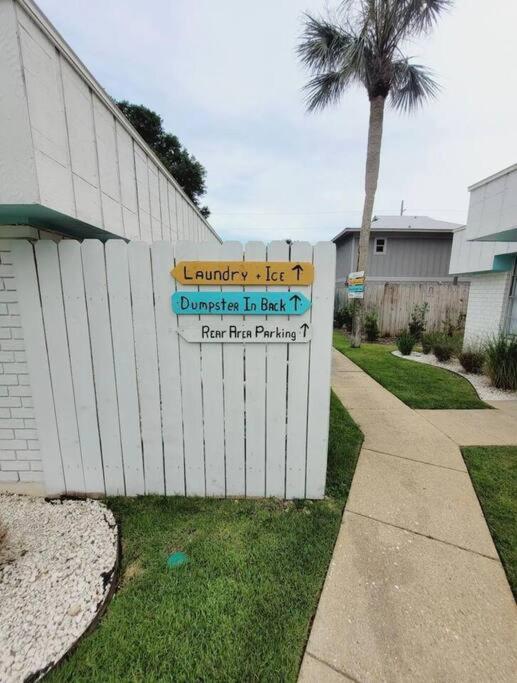 Laundry + Ice ↑
Dumpster In Back ↑
Rear Area Parking ↑